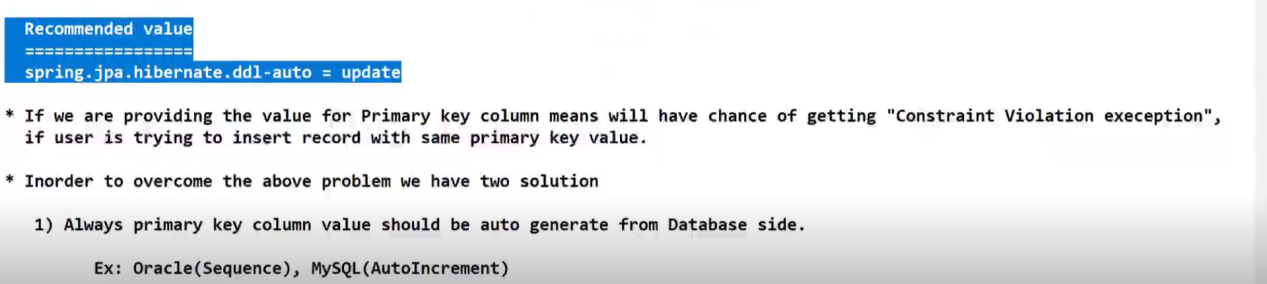 Recommended value
=================
spring.jpa.hibernate.ddl-auto = update
* If we are providing the value for Primary key column means will have chance of getting "Constraint Violation exeception",
if user is trying to insert record with same primary key value.
* Inorder to overcome the above problem we have two solution
1) Always primary key column value should be auto generate from Database side.
Ex: Oracle(Sequence), MySQL(AutoIncrement)